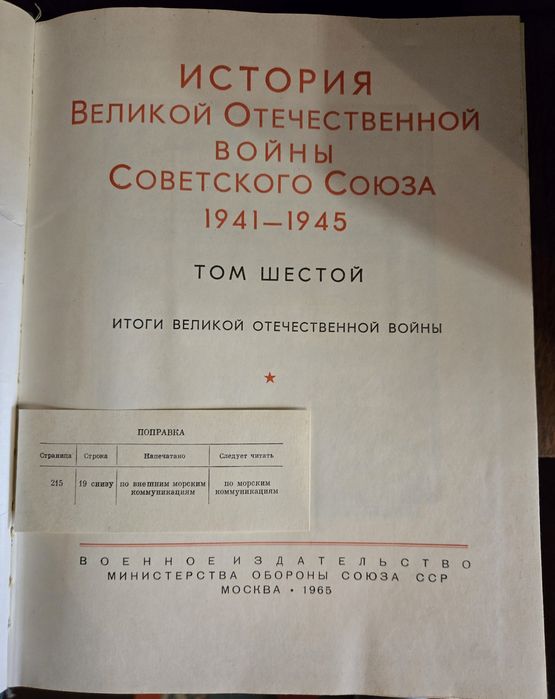 ИСТОРИЯ
ВЕЛИКОЙ ОТЕЧЕСТВЕННОЙ
ВОЙНЫ
СОВЕТСКОГО СОЮЗА
1941—1945
ТОМ ШЕСТОЙ
ИТОГИ ВЕЛИКОЙ ОТЕЧЕСТВЕННОЙ ВОЙНЫ
ПОПРАВКА
Страница Строка Напечатано Следует читать
215 19 снизу по внешним морским коммуникациям по морским коммуникациям
ВОЕННОЕ ИЗДАТЕЛЬСТВО
МИНИСТЕРСТВА ОБОРОНЫ СОЮЗА ССР
МОСКВА • 1965